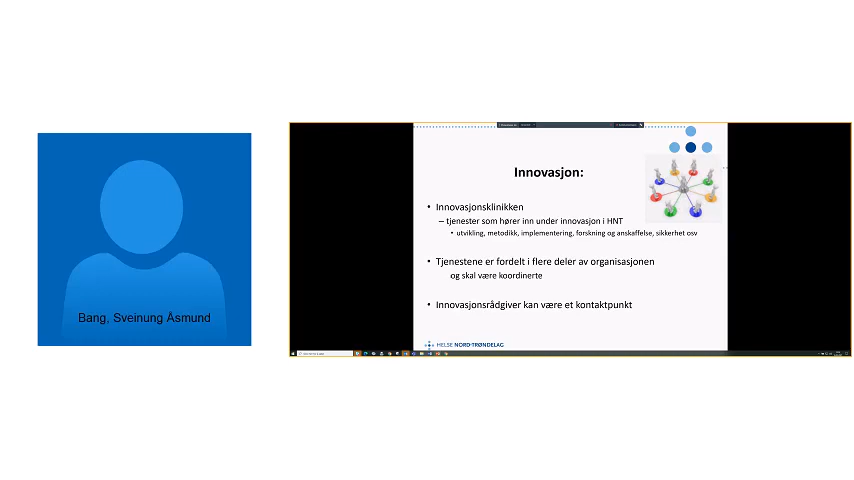 Bang, Sveinung Åsmund
Innovasjon:
• Innovasjonsklinikken
– tjenester som hører inn under innovasjon i HNT
• utvikling, metodikk, implementering, forskning og anskaffelse, sikkerhet osv
• Tjenestene er fordelt i flere deler av organisasjonen
og skal være koordinerte
• Innovasjonsrådgiver kan være et kontaktpunkt
HELSE NORD-TRØNDELAG